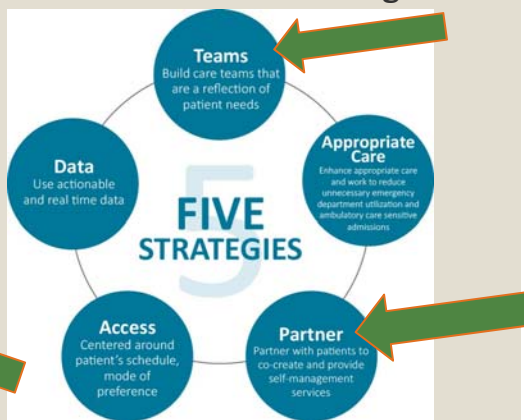 Teams
Build care teams that
are a reflection of
patient needs
Data
Use actionable
and real time data
Appropriate
Care
Enhance appropriate care
and work to reduce
unnecessary emergency
department utilization and
ambulatory care sensitive
admissions
5
FIVE
STRATEGIES
Access
Centered around
patient's schedule,
mode of
preference
Partner
Partner with patients to
co-create and provide
self-management
services